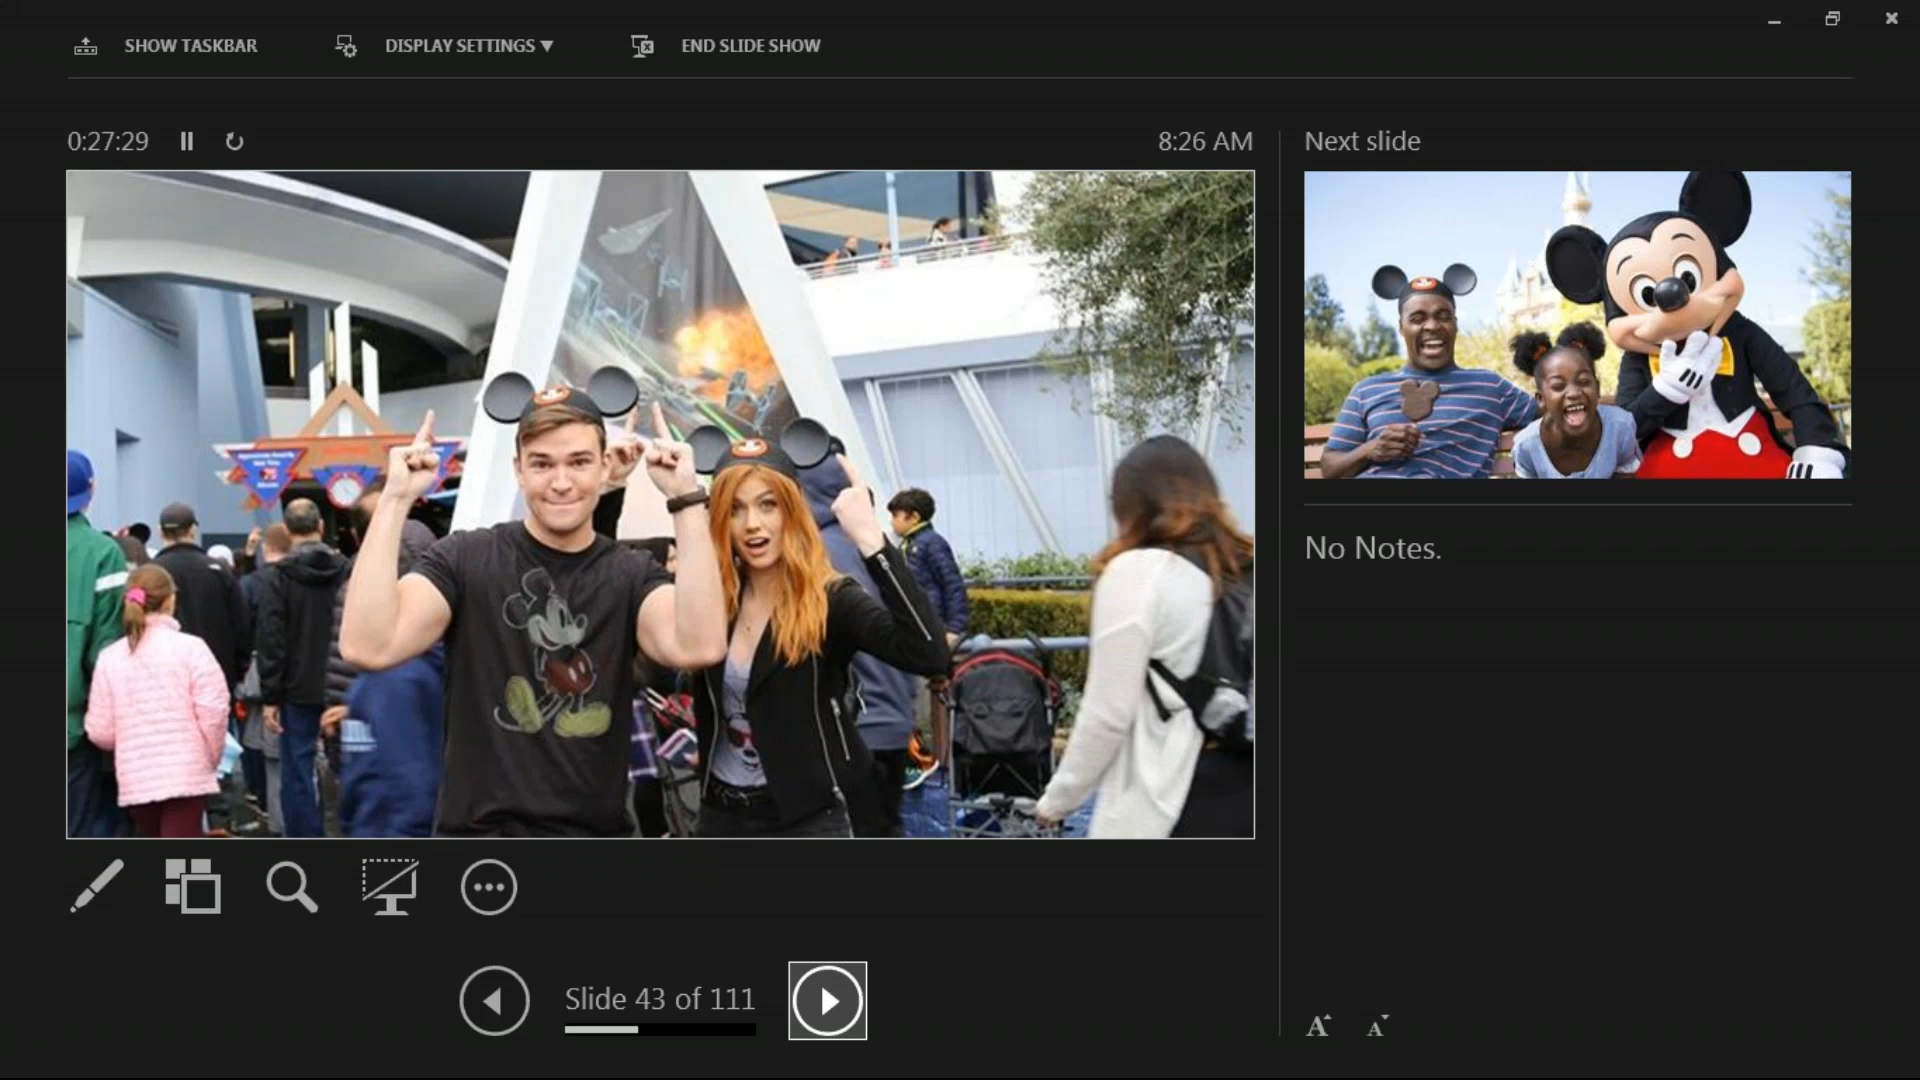 SHOW TASKBAR
DISPLAY SETTINGS ▼
END SLIDE SHOW
0:27:29
8:26 AM
Next slide
No Notes.
Slide 43 of 111
A
A